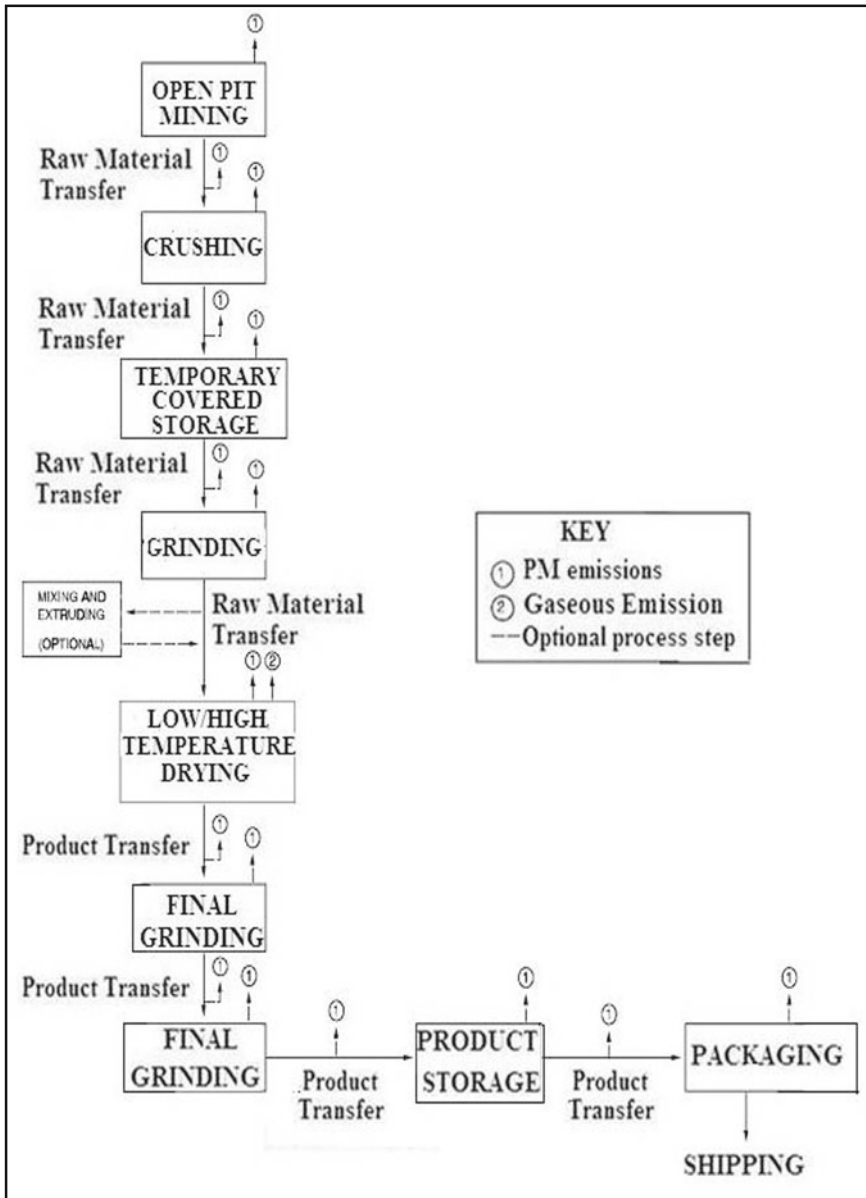 ①
OPEN PIT
MINING
Raw Material
Transfer
①
①
CRUSHING
Raw Material
Transfer
①
①
TEMPORARY
COVERED
STORAGE
Raw Material
Transfer
①
①
GRINDING
MIXING AND
EXTRUDING
(OPTIONAL)
Raw Material
Transfer
① ②
LOW/HIGH
TEMPERATURE
DRYING
Product Transfer
①
①
FINAL
GRINDING
Product Transfer
①
①
FINAL
GRINDING
①
Product
Transfer
①
PRODUCT
STORAGE
①
Product
Transfer
①
PACKAGING
SHIPPING
KEY
① PM emissions
② Gaseous Emission
Optional process step